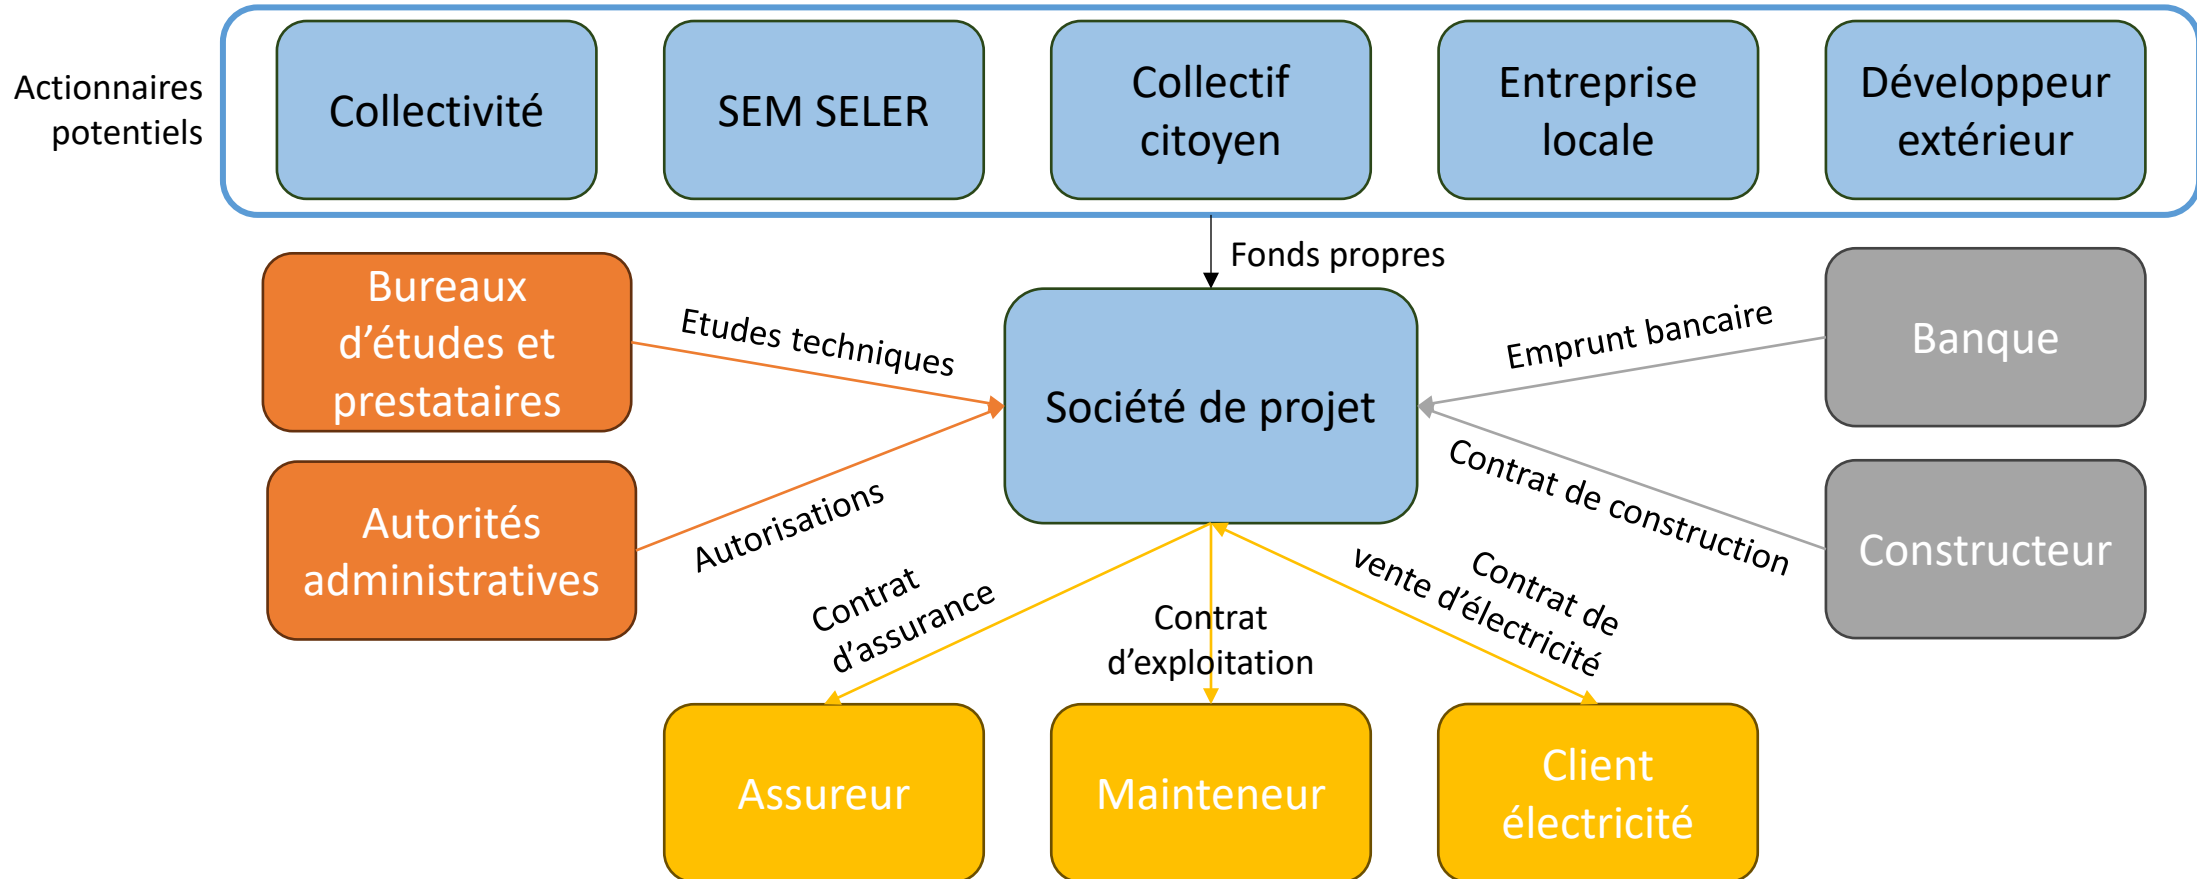 Actionnaires
potentiels
Collectivité
SEM SELER
Collectif
citoyen
Entreprise
locale
Développeur
extérieur
Fonds propres
Bureaux
d’études et
prestataires
Etudes techniques
Société de projet
Emprunt bancaire
Banque
Autorités
administratives
Autorisations
Contrat de construction
Constructeur
Contrat
d’assurance
Contrat
d’exploitation
Contrat de
vente d’électricité
Assureur
Mainteneur
Client
électricité